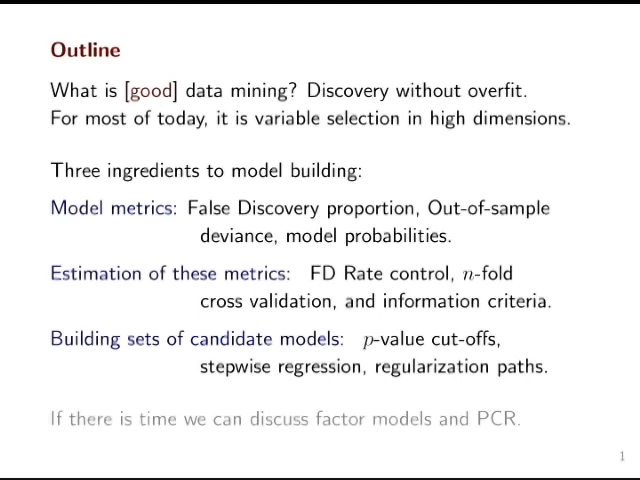 Outline
What is [good] data mining? Discovery without overfit.
For most of today, it is variable selection in high dimensions.
Three ingredients to model building:
Model metrics: False Discovery proportion, Out-of-sample
deviance, model probabilities.
Estimation of these metrics: FD Rate control, n-fold
cross validation, and information criteria.
Building sets of candidate models: p-value cut-offs,
stepwise regression, regularization paths.
If there is time we can discuss factor models and PCR.
1